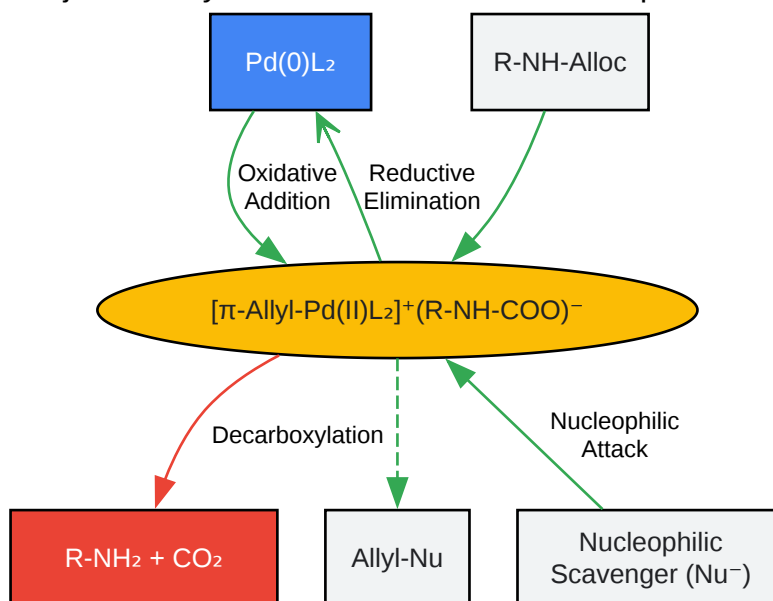 Pd(0)L₂
R-NH-Alloc
Oxidative
Addition
Reductive
Elimination
[π-Allyl-Pd(II)L₂]⁺(R-NH-COO)⁻
Decarboxylation
Nucleophilic
Attack
R-NH₂ + CO₂
Allyl-Nu
Nucleophilic
Scavenger (Nu⁻)